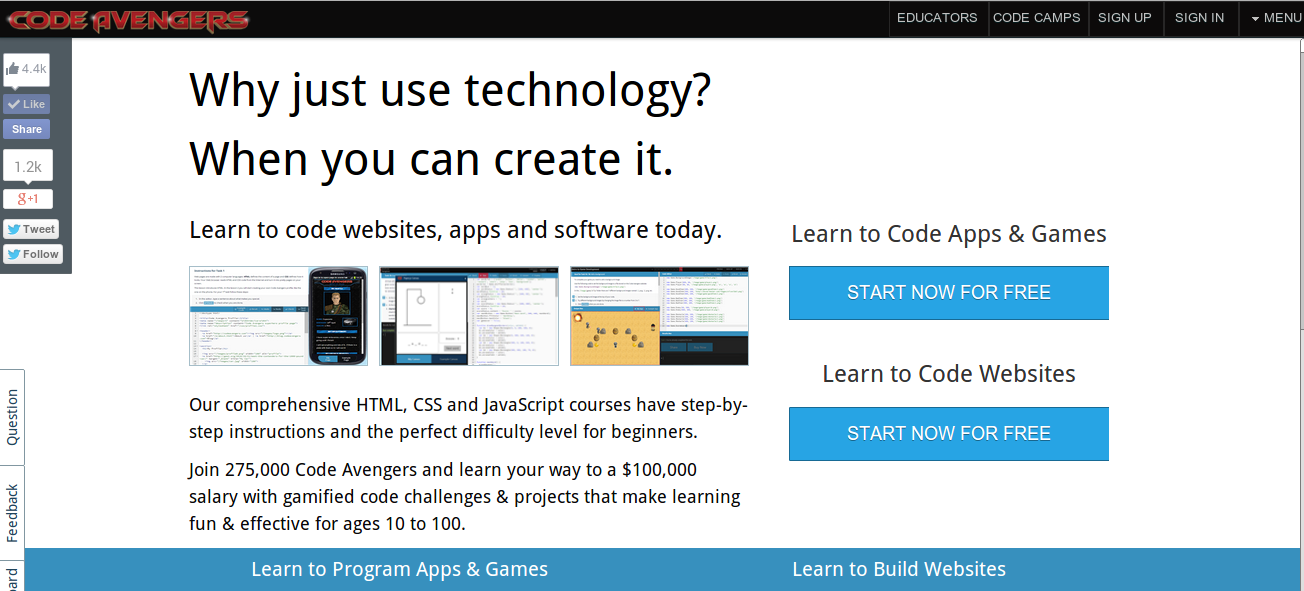 CODE AVENGERS
EDUCATORS
CODE CAMPS
SIGN UP
SIGN IN
MENU
4.4k
Like
Share
1.2k
g+1
Tweet
Follow
Question
Feedback
Why just use technology?
When you can create it.
Learn to code websites, apps and software today.
Our comprehensive HTML, CSS and JavaScript courses have step-by-
step instructions and the perfect difficulty level for beginners.
Join 275,000 Code Avengers and learn your way to a $100,000
salary with gamified code challenges & projects that make learning
fun & effective for ages 10 to 100.
Learn to Code Apps & Games
START NOW FOR FREE
Learn to Code Websites
START NOW FOR FREE
Learn to Program Apps & Games
Learn to Build Websites